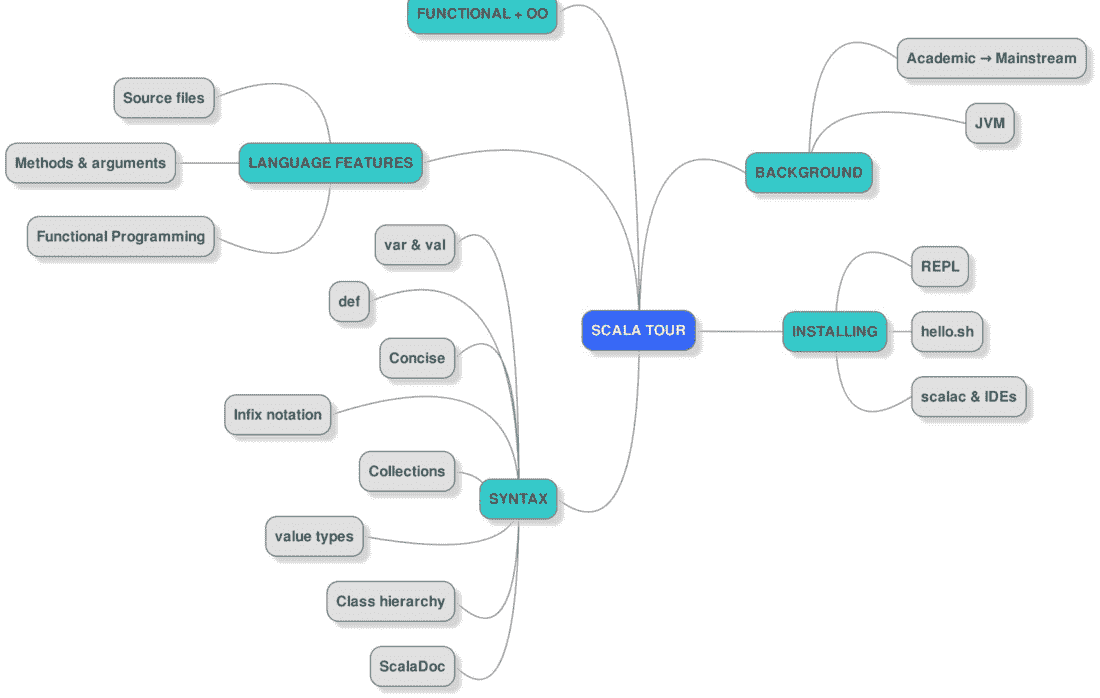 FUNCTIONAL + OO
Academic → Mainstream
Source files
JVM
Methods & arguments
LANGUAGE FEATURES
BACKGROUND
Functional Programming
var & val
REPL
def
SCALA TOUR
INSTALLING
hello.sh
Concise
scalac & IDEs
Infix notation
Collections
SYNTAX
value types
Class hierarchy
ScalaDoc